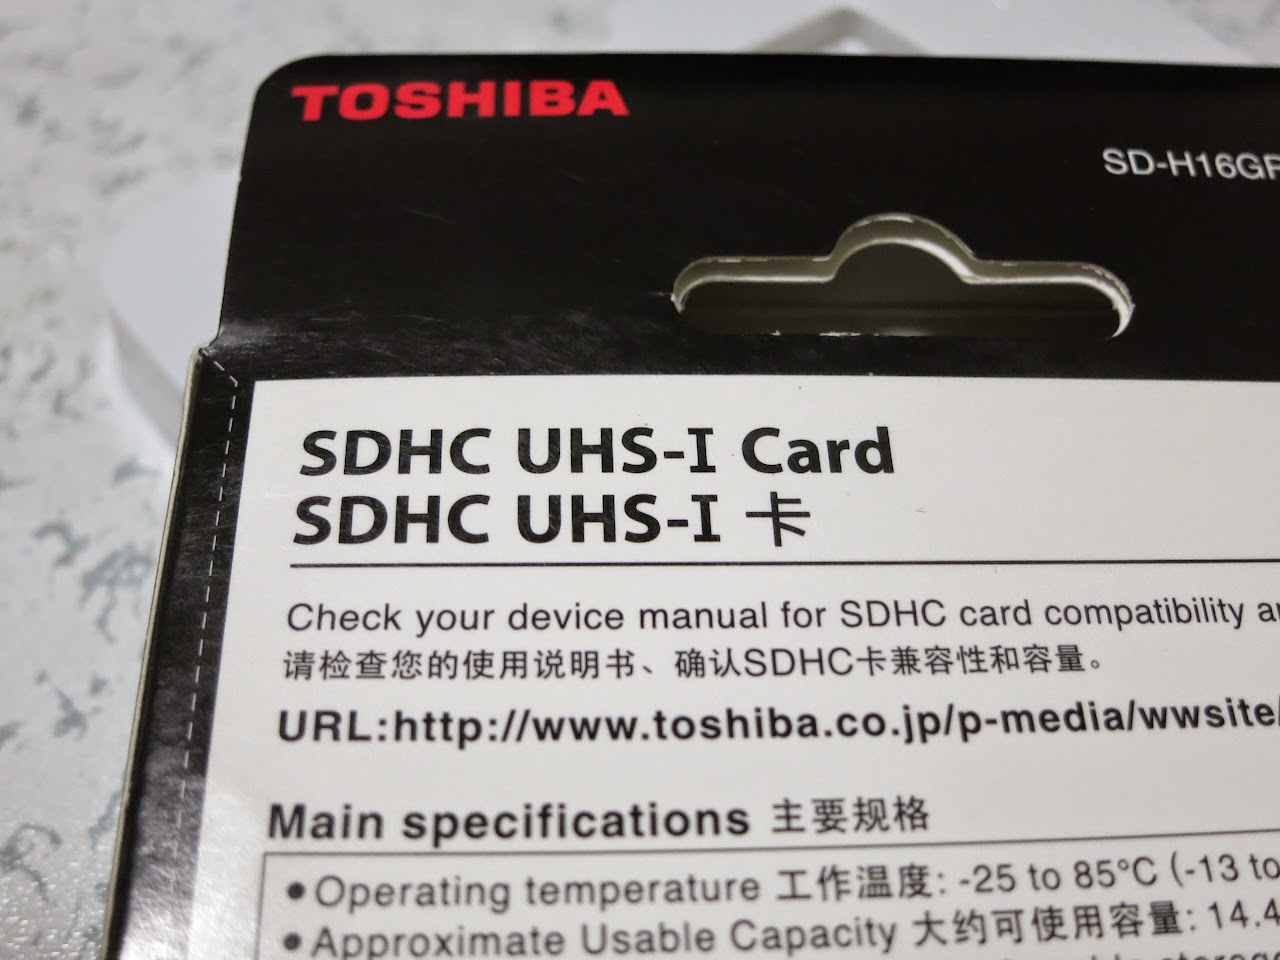 TOSHIBA
SD-H16GR
SDHC UHS-I Card
SDHC UHS-I 卡
Check your device manual for SDHC card compatibility
请检查您的使用说明书、确认SDHC卡兼容性和容量。
URL:http://www.toshiba.co.jp/p-media/wwsite/
Main specifications 主要规格
•Operating temperature 工作温度: -25 to 85°C (-13 to
•Approximate Usable Capacity 大约可使用容量: 14.4